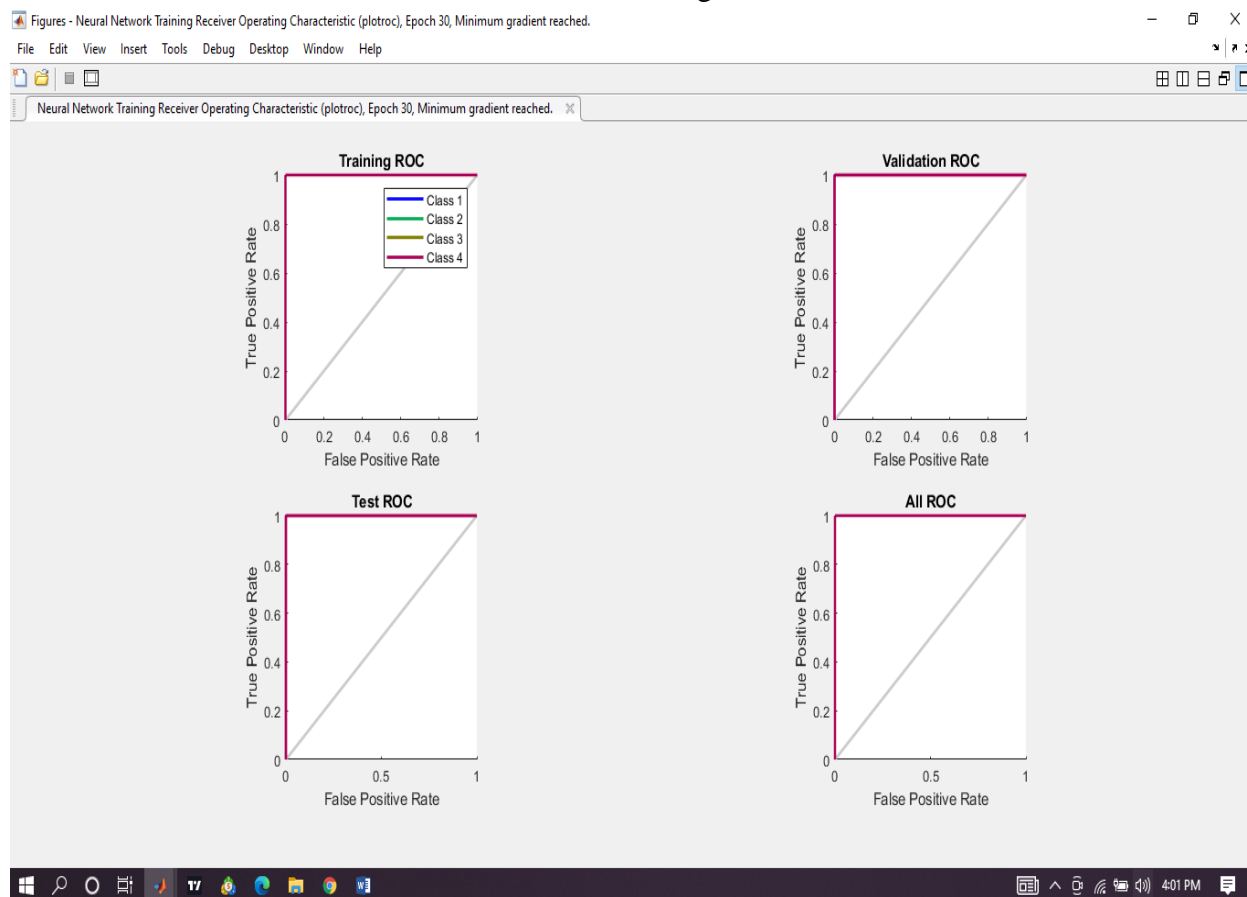 Figures - Neural Network Training Receiver Operating Characteristic (plotroc), Epoch 30, Minimum gradient reached.
File Edit View Insert Tools Debug Desktop Window Help
Neural Network Training Receiver Operating Characteristic (plotroc), Epoch 30, Minimum gradient reached.
Training ROC
True Positive Rate
1
0.8
0.6
0.4
0.2
0
Class 1
Class 2
Class 3
Class 4
0 0.2 0.4 0.6 0.8 1
False Positive Rate
Validation ROC
True Positive Rate
1
0.8
0.6
0.4
0.2
0
0 0.2 0.4 0.6 0.8 1
False Positive Rate
Test ROC
True Positive Rate
1
0.8
0.6
0.4
0.2
0
0 0.5 1
False Positive Rate
All ROC
True Positive Rate
1
0.8
0.6
0.4
0.2
0
0 0.5 1
False Positive Rate
4:01 PM